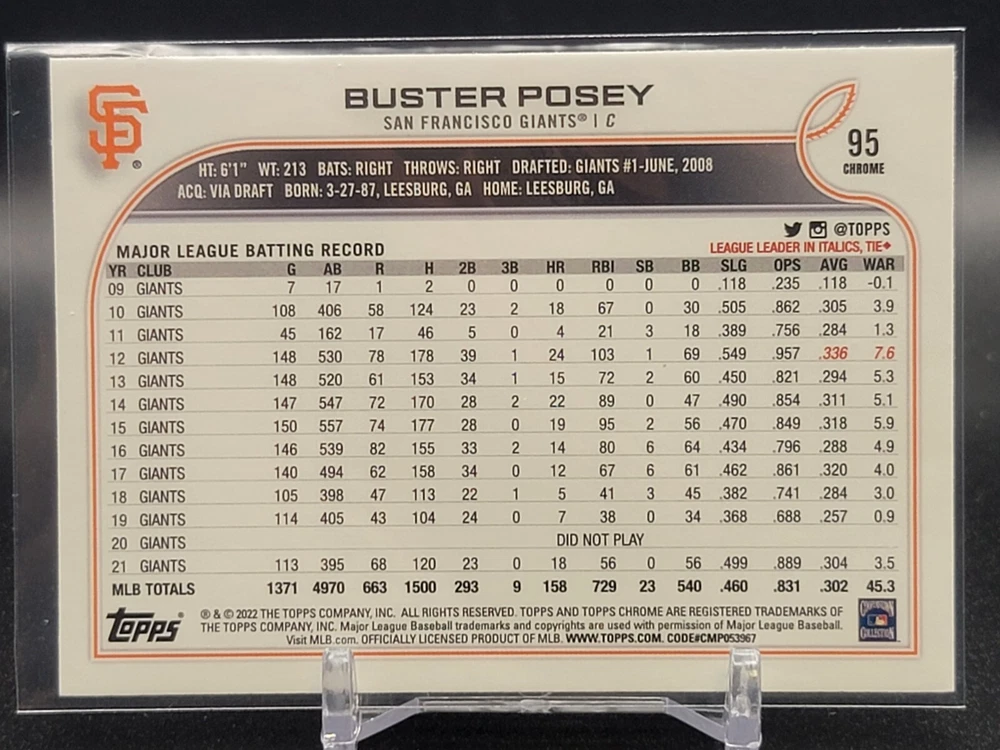 SF®
BUSTER POSEY
SAN FRANCISCO GIANTS® | C
95
CHROME
HT: 6'1" WT: 213 BATS: RIGHT THROWS: RIGHT DRAFTED: GIANTS #1-JUNE, 2008
ACQ: VIA DRAFT BORN: 3-27-87, LEESBURG, GA HOME: LEESBURG, GA
@TOPPS
MAJOR LEAGUE BATTING RECORD LEAGUE LEADER IN ITALICS, TIE◆
YR CLUB G AB R H 2B 3B HR RBI SB BB SLG OPS AVG WAR
09 GIANTS 7 17 1 2 0 0 0 0 0 0 .118 .235 .118 -0.1
10 GIANTS 108 406 58 124 23 2 18 67 0 30 .505 .862 .305 3.9
11 GIANTS 45 162 17 46 5 0 4 21 3 18 .389 .756 .284 1.3
12 GIANTS 148 530 78 178 39 1 24 103 1 69 .549 .957 .336 7.6
13 GIANTS 148 520 61 153 34 1 15 72 2 60 .450 .821 .294 5.3
14 GIANTS 147 547 72 170 28 2 22 89 0 47 .490 .854 .311 5.1
15 GIANTS 150 557 74 177 28 0 19 95 2 56 .470 .849 .318 5.9
16 GIANTS 146 539 82 155 33 2 14 80 6 64 .434 .796 .288 4.9
17 GIANTS 140 494 62 158 34 0 12 67 6 61 .462 .861 .320 4.0
18 GIANTS 105 398 47 113 22 1 5 41 3 45 .382 .741 .284 3.0
19 GIANTS 114 405 43 104 24 0 7 38 0 34 .368 .688 .257 0.9
20 GIANTS DID NOT PLAY
21 GIANTS 113 395 68 120 23 0 18 56 0 56 .499 .889 .304 3.5
MLB TOTALS 1371 4970 663 1500 293 9 158 729 23 540 .460 .831 .302 45.3
Topps®
® & © 2022 THE TOPPS COMPANY, INC. ALL RIGHTS RESERVED. TOPPS AND TOPPS CHROME ARE REGISTERED TRADEMARKS OF
THE TOPPS COMPANY, INC. Major League Baseball trademarks and copyrights are used with permission of Major League Baseball.
Visit MLB.com. OFFICIALLY LICENSED PRODUCT OF MLB. WWW.TOPPS.COM. CODE#CMP053967
COOPERSTOWN
COLLECTION